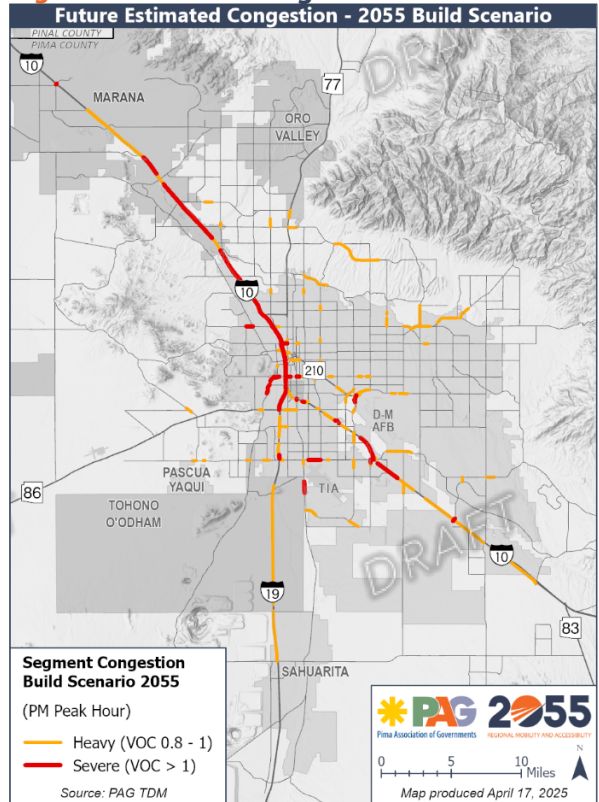 Future Estimated Congestion - 2055 Build Scenario
PINAL COUNTY
PIMA COUNTY
10
MARANA
77
DRAFT
ORO
VALLEY
10
210
D-M
AFB
PASCUA
YAQUI
TIA
86
TOHONO
O'ODHAM
DRAFT
10
19
83
SAHUARITA
Segment Congestion
Build Scenario 2055
(PM Peak Hour)
Heavy (VOC 0.8 - 1)
Severe (VOC > 1)
Source: PAG TDM
PAG
Pima Association of Governments
2055
REGIONAL MOBILITY AND ACCESSIBILITY
N
0 5 10 Miles
Map produced April 17, 2025